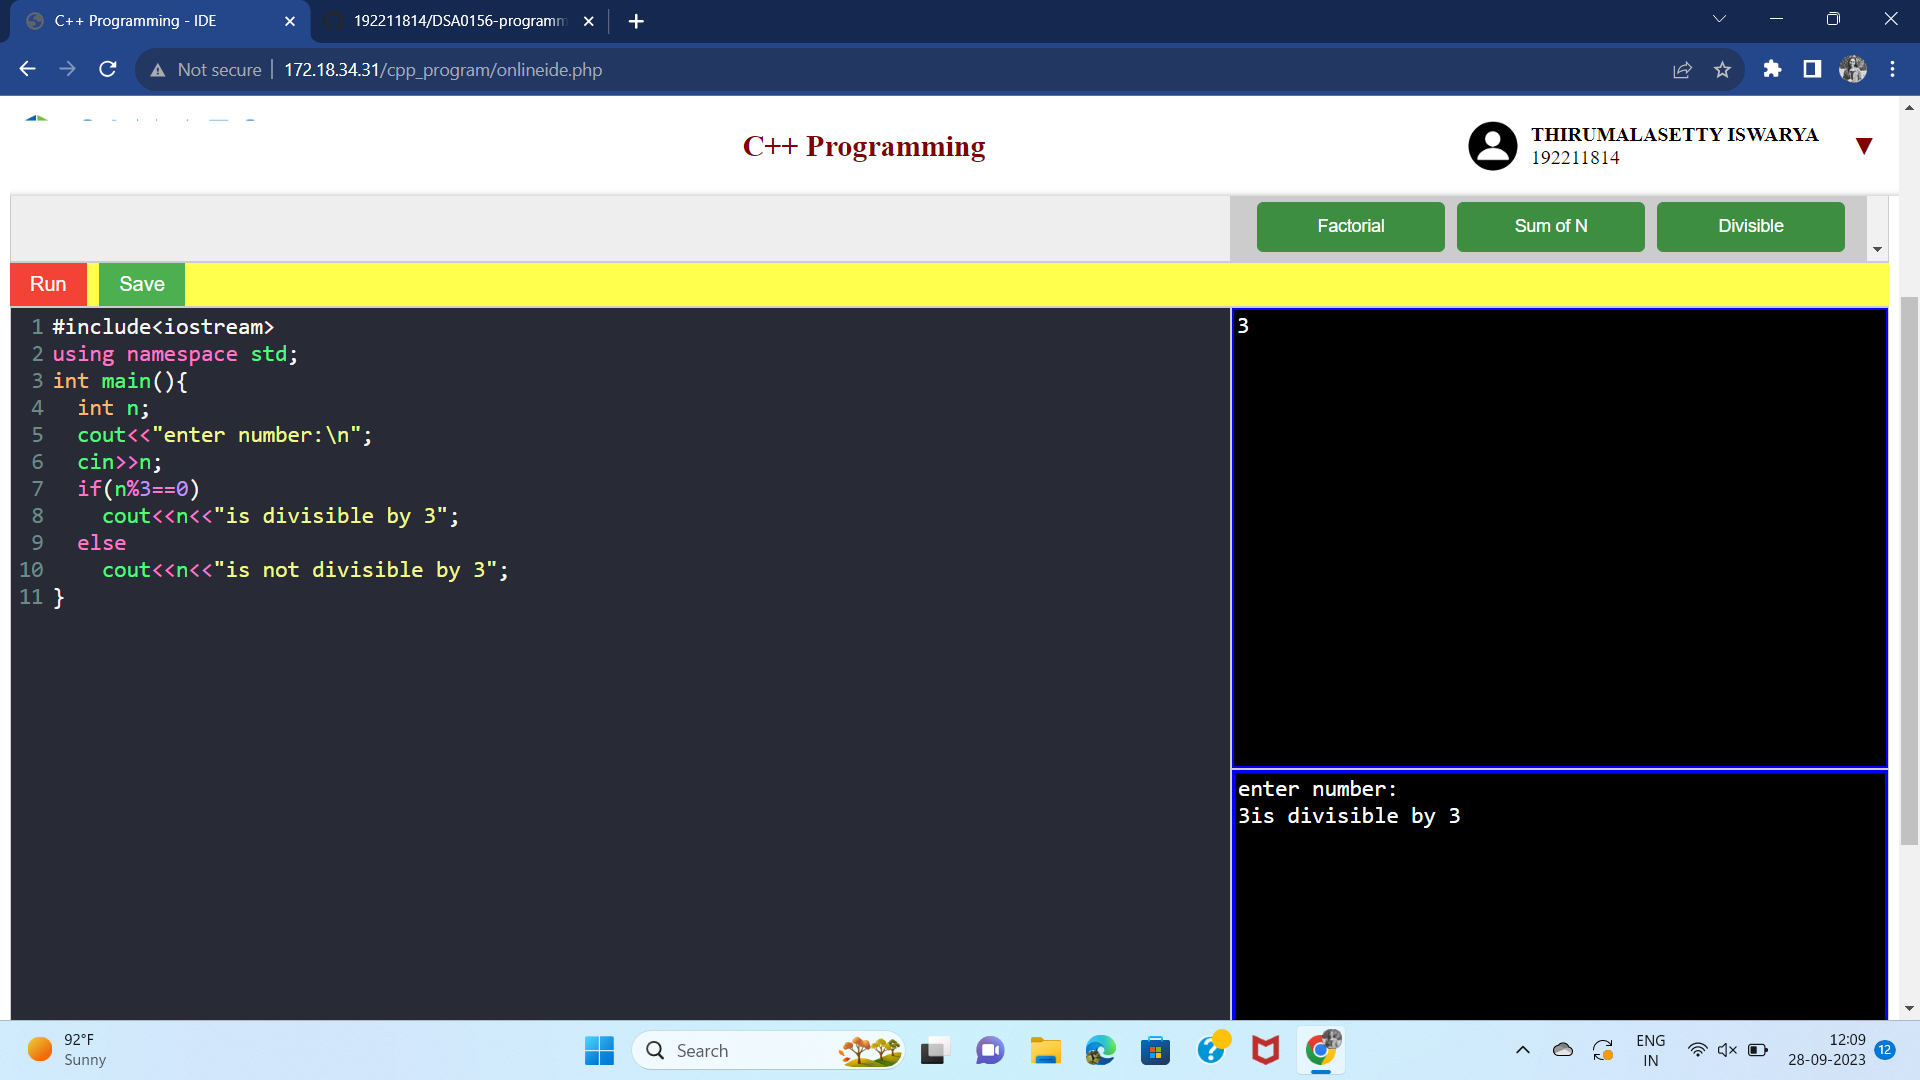 C++ Programming - IDE
192211814/DSA0156-programm
Not secure
172.18.34.31/cpp_program/onlineide.php
C++ Programming
THIRUMALASETTY ISWARYA
192211814
Factorial
Sum of N
Divisible
Run
Save
1 #include<iostream>
2 using namespace std;
3 int main(){
4 int n;
5 cout<<"enter number:\n";
6 cin>>n;
7 if(n%3==0)
8 cout<<n<<"is divisible by 3";
9 else
10 cout<<n<<"is not divisible by 3";
11 }
3
enter number:
3is divisible by 3
92°F
Sunny
Search
ENG
IN
12:09
28-09-2023
12